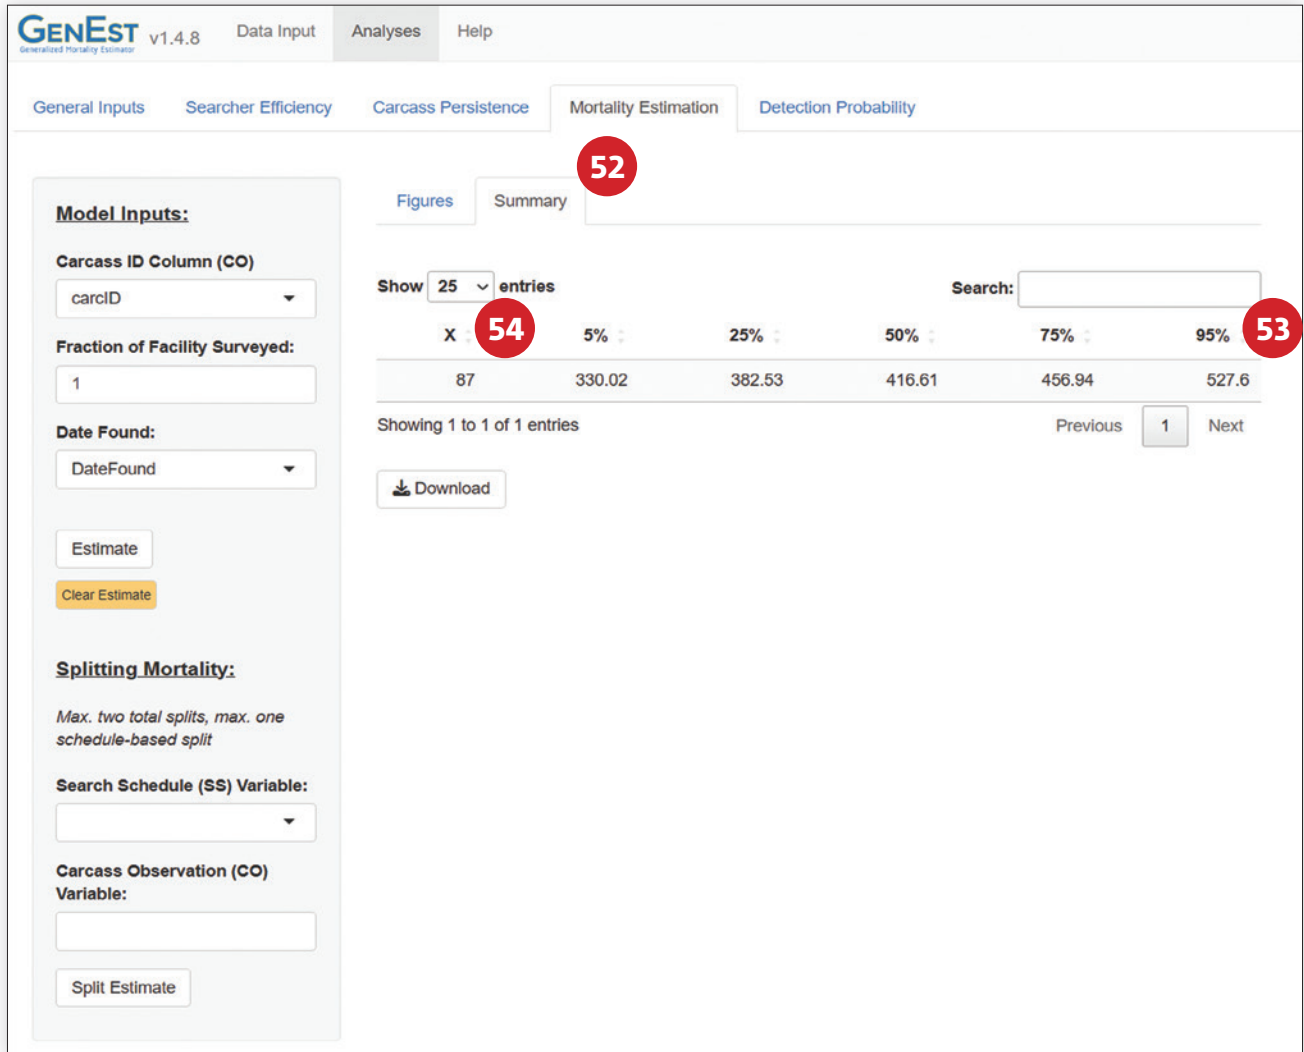 GENEST v1.4.8 Data Input Analyses Help
Generalized Mortality Estimator
General Inputs Searcher Efficiency Carcass Persistence Mortality Estimation Detection Probability
52
Figures Summary
Model Inputs:
Carcass ID Column (CO)
carcID
Fraction of Facility Surveyed:
1
Date Found:
DateFound
Estimate
Clear Estimate
Splitting Mortality:
Max. two total splits, max. one
schedule-based split
Search Schedule (SS) Variable:
Carcass Observation (CO)
Variable:
Split Estimate
Show 25 entries Search:
X 54 5% 25% 50% 75% 95% 53
87 330.02 382.53 416.61 456.94 527.6
Showing 1 to 1 of 1 entries Previous 1 Next
Download